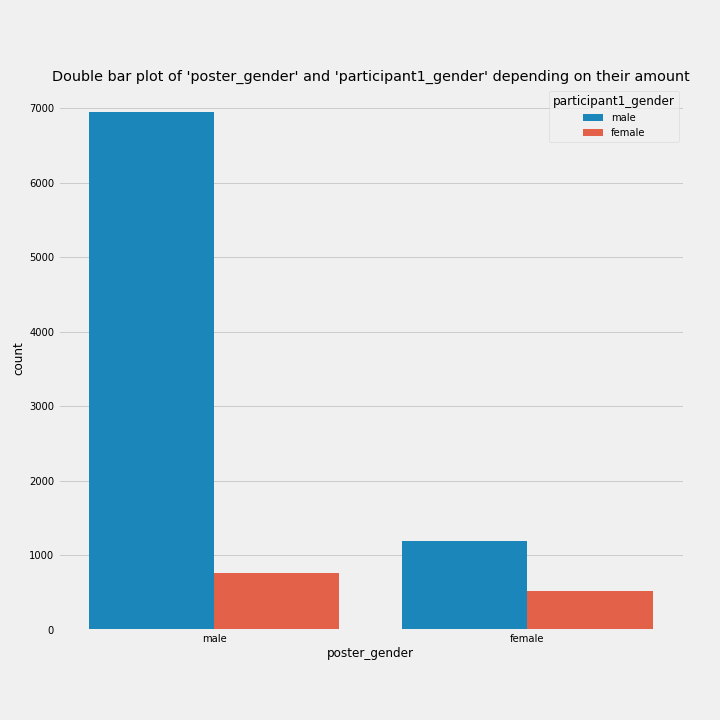 Double bar plot of 'poster_gender' and 'participant1_gender' depending on their amount
participant1_gender
male
female
7000
6000
5000
4000
3000
2000
1000
0
count
male
female
poster_gender